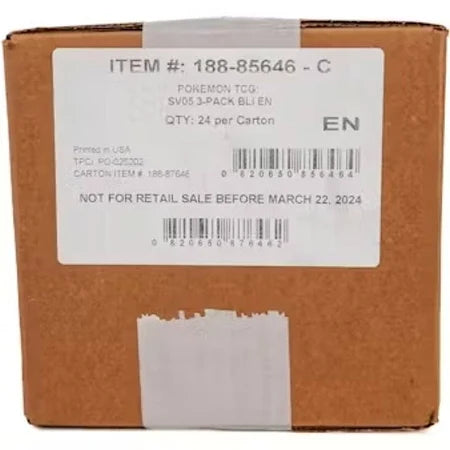 ITEM #: 188-85646 - C
POKEMON TCG:
SV05 3-PACK BLI EN
QTY: 24 per Carton
EN
Printed in USA
TPCi PO-025202
CARTON ITEM #: 188-87646
0 820650 856464
NOT FOR RETAIL SALE BEFORE MARCH 22, 2024
0 820650 876462